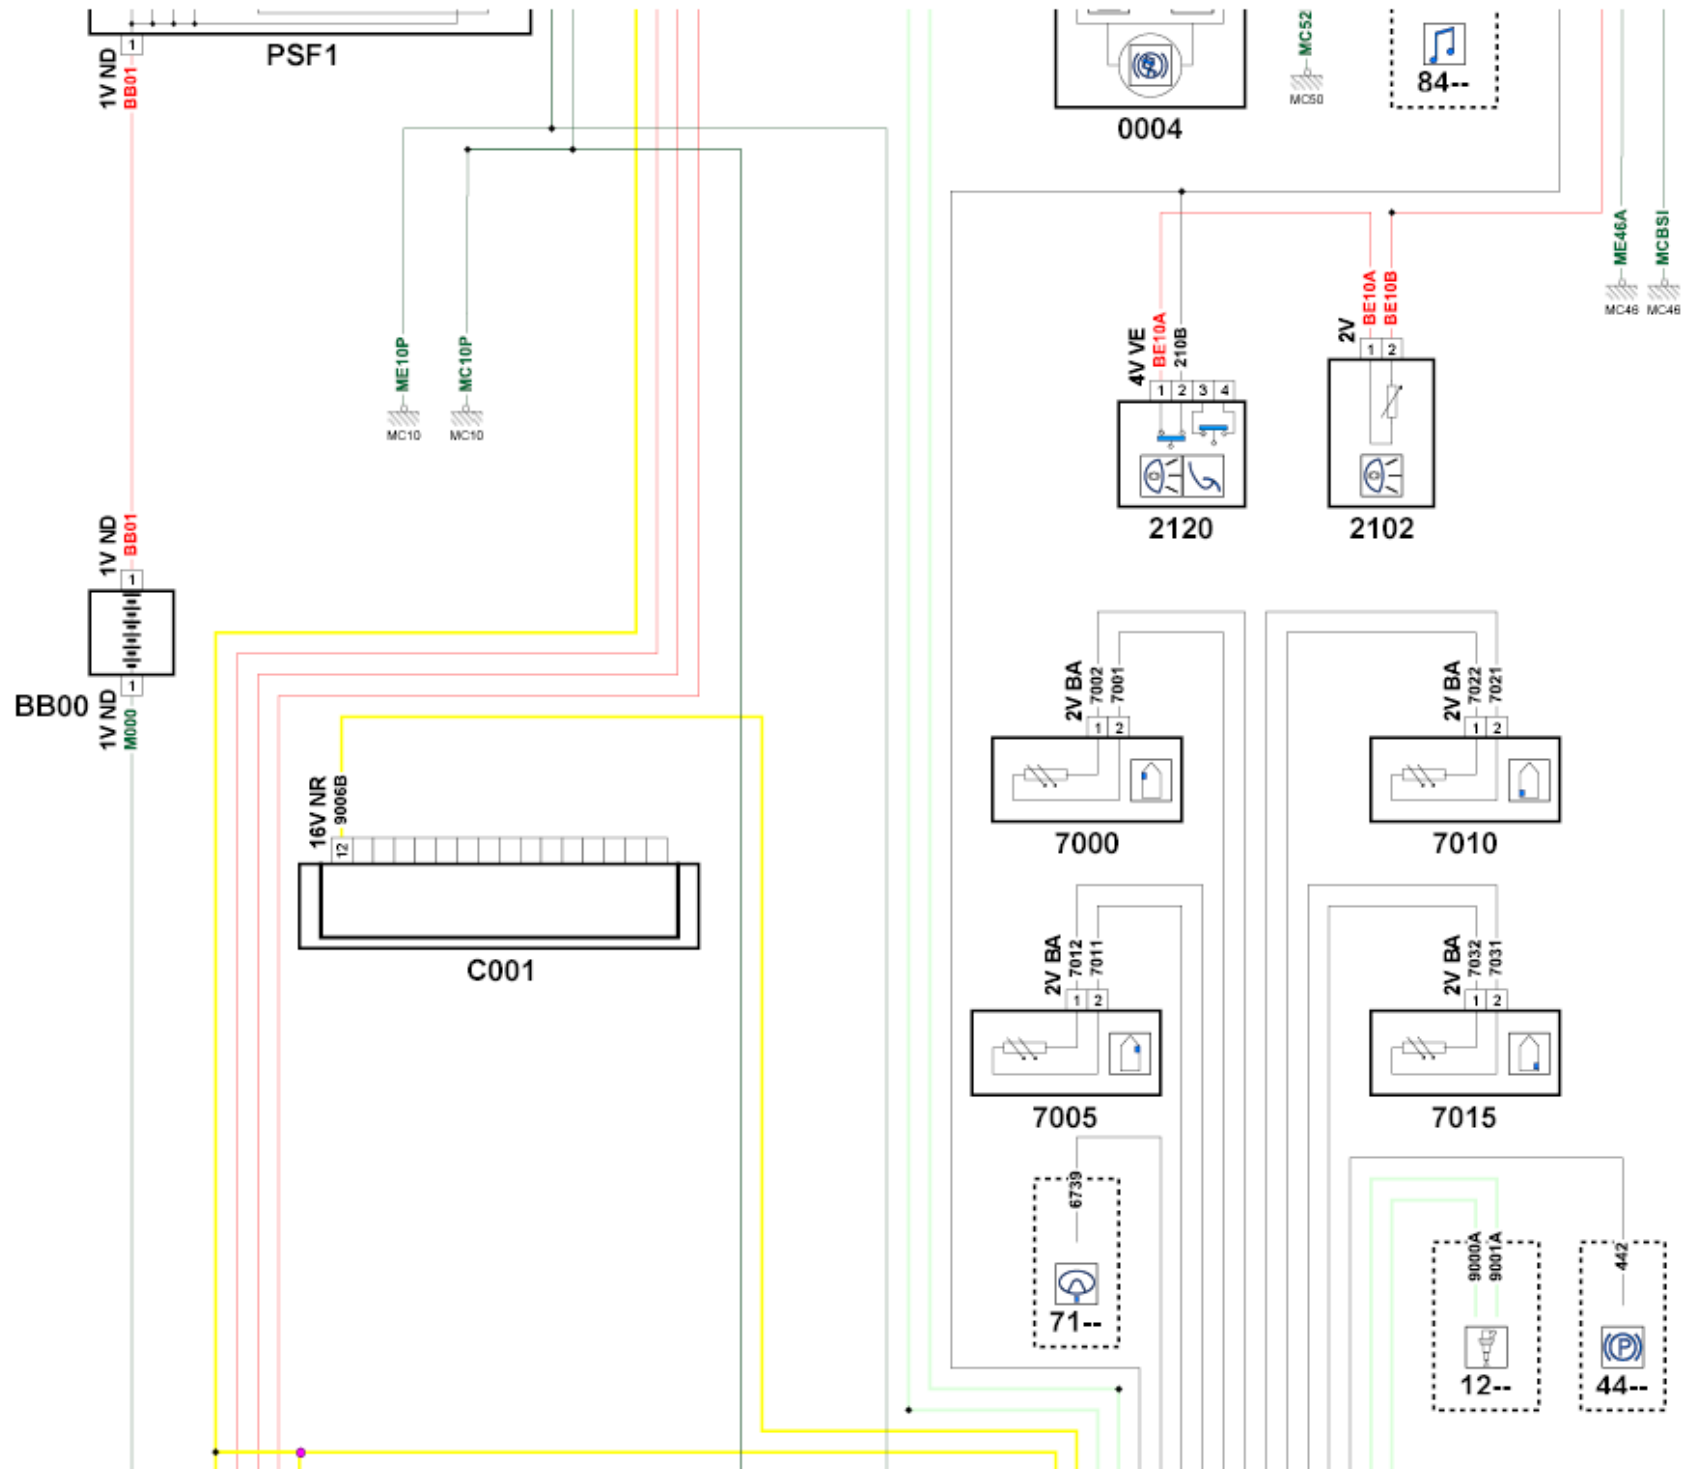 PSF1
1
1V ND
BB01
0004
MC52
MC50
84--
ME46A
MCBSI
MC46
MC46
ME10P
MC10P
MC10
MC10
4V VE
BE10A
210B
1
2
3
4
2120
2V
BE10A
BE10B
1
2
2102
1V ND
BB01
1
BB00
1
1V ND
M000
16V NR
9006B
12
C001
2V BA
7002
7001
1
2
7000
2V BA
7022
7021
1
2
7010
2V BA
7012
7011
1
2
7005
2V BA
7032
7031
1
2
7015
6739
71--
9000A
9001A
12--
442
P
44--